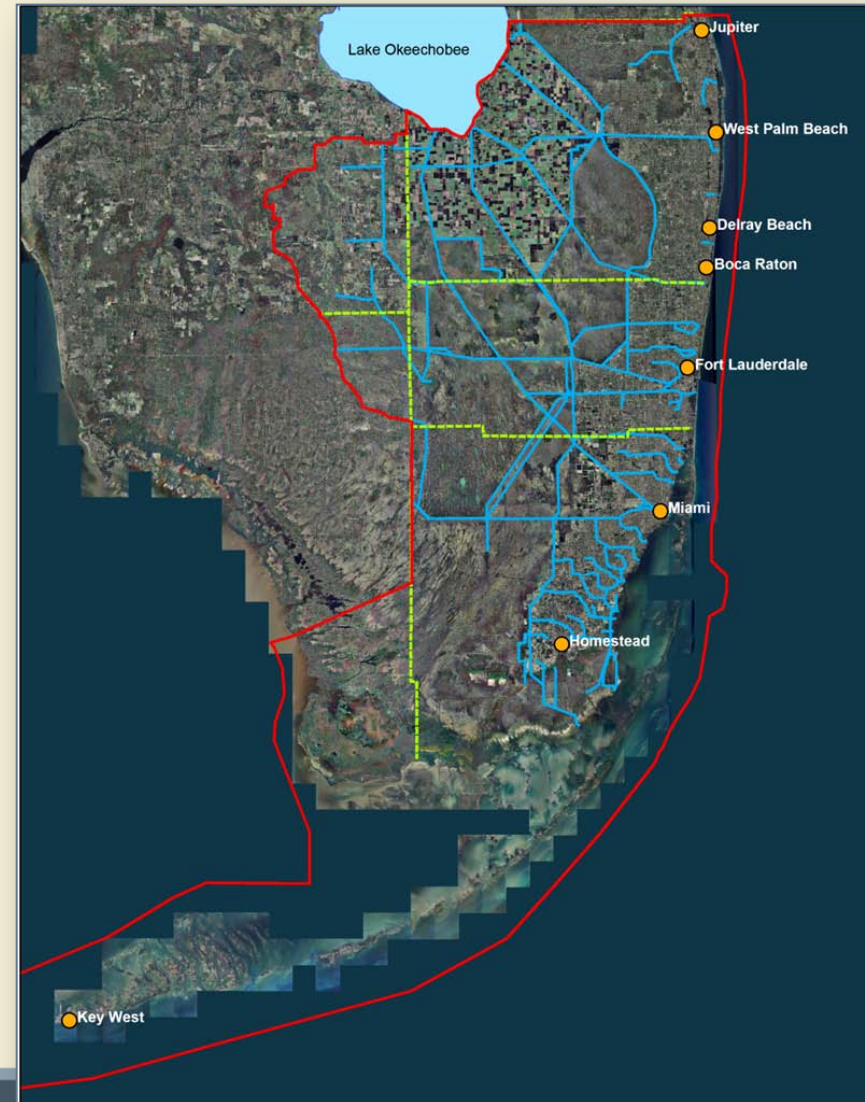 Jupiter
Lake Okeechobee
West Palm Beach
Delray Beach
Boca Raton
Fort Lauderdale
Miami
Homestead
Key West